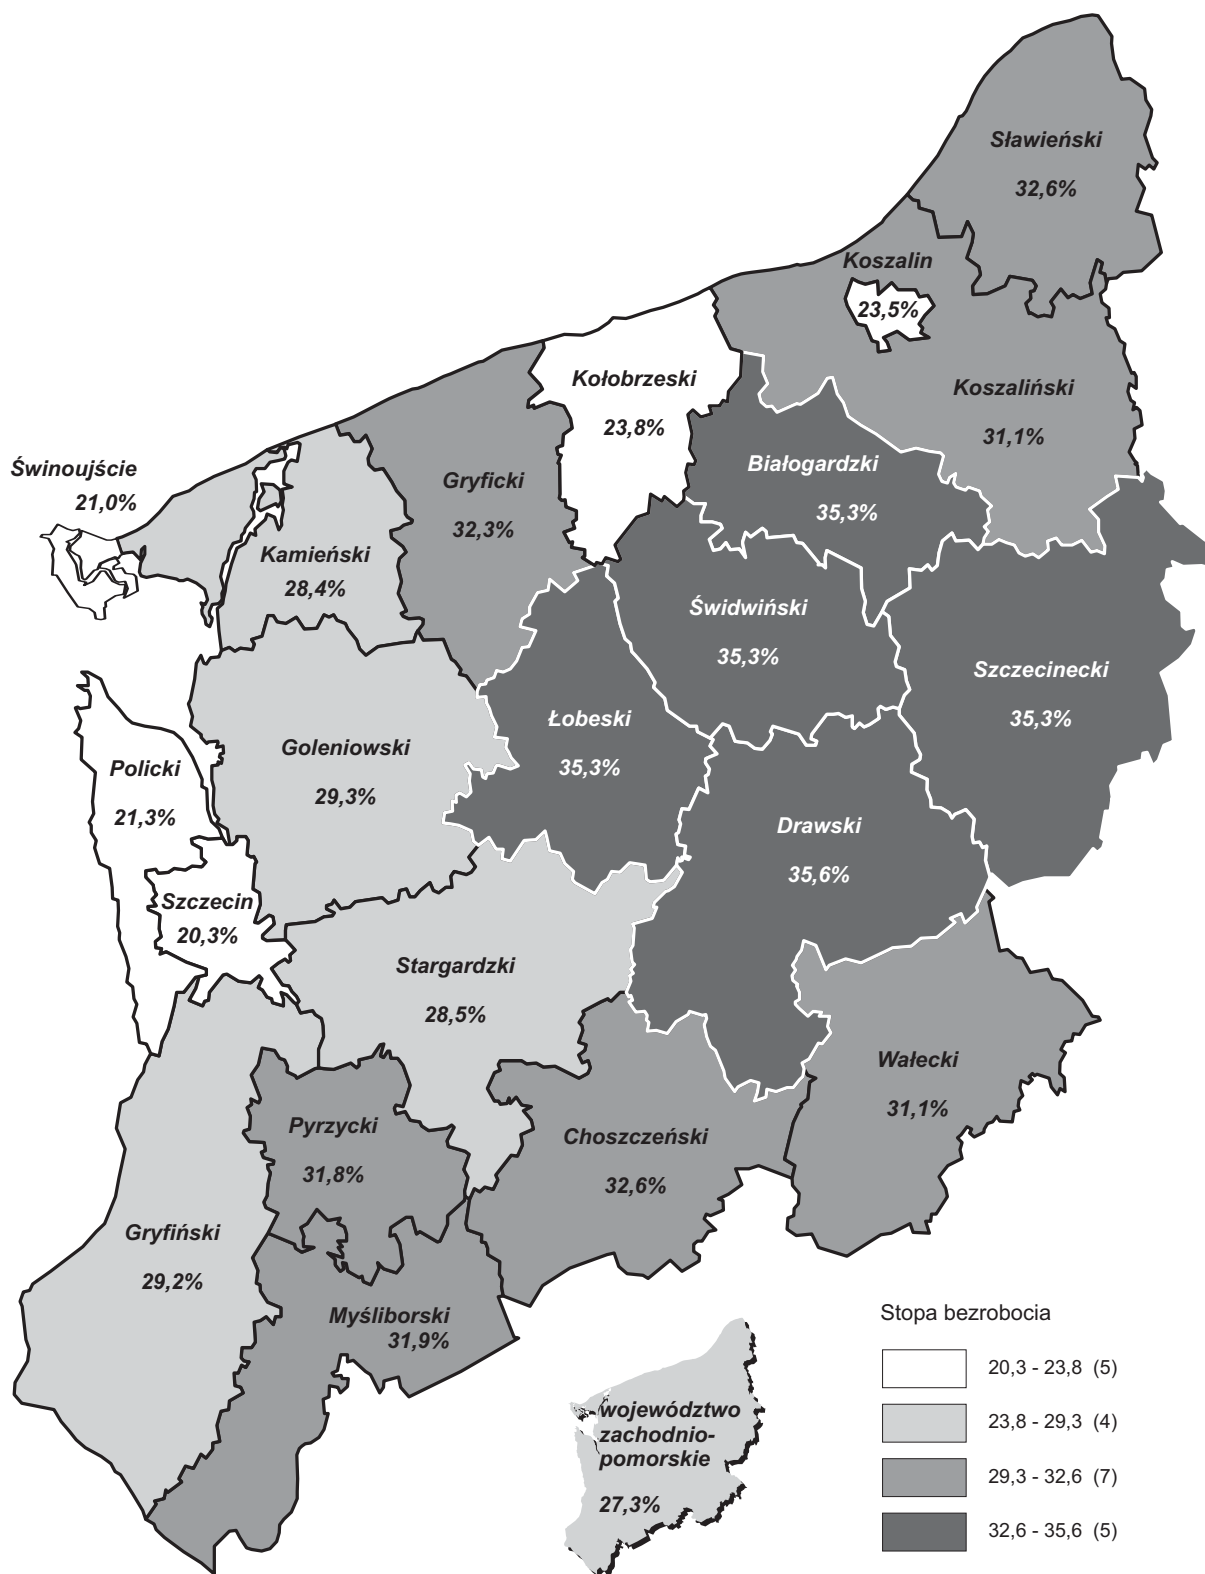 Sławieński
32,6%
Koszalin
23,5%
Kołobrzeski
23,8%
Koszaliński
31,1%
Świnoujście
21,0%
Gryficki
32,3%
Białogardzki
35,3%
Kamieński
28,4%
Świdwiński
35,3%
Szczecinecki
35,3%
Łobeski
35,3%
Goleniowski
29,3%
Policki
21,3%
Drawski
35,6%
Szczecin
20,3%
Stargardzki
28,5%
Wałecki
31,1%
Pyrzycki
31,8%
Choszczeński
32,6%
Gryfiński
29,2%
Myśliborski
31,9%
województwo
zachodnio-
pomorskie
27,3%
Stopa bezrobocia
20,3 - 23,8 (5)
23,8 - 29,3 (4)
29,3 - 32,6 (7)
32,6 - 35,6 (5)